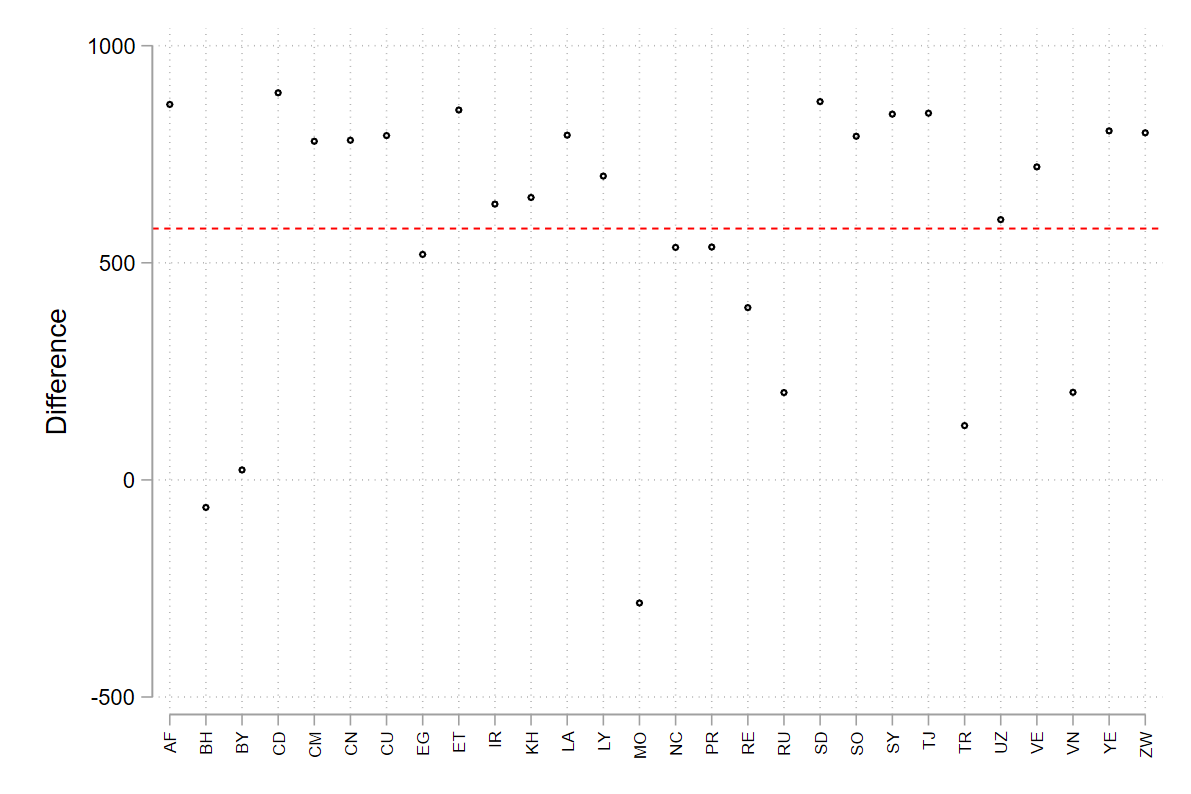 1000
500
0
-500
Difference
AF BH BY CD CM CN CU EG ET IR KH LA LY MO NC PR RE RU SD SO SY TJ TR UZ VE VN YE ZW